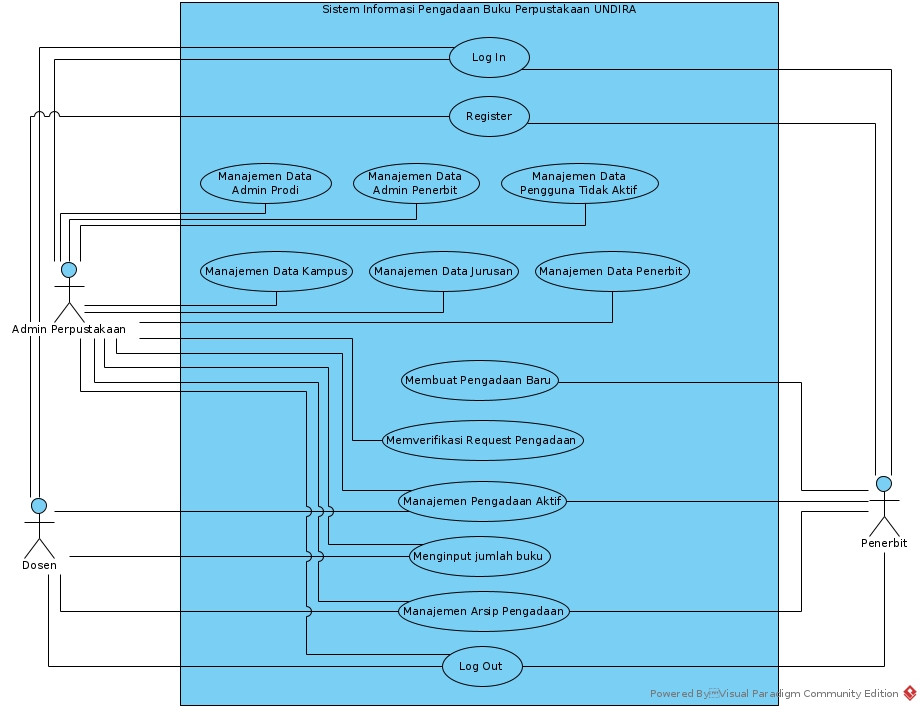 Sistem Informasi Pengadaan Buku Perpustakaan UNDIRA
Log In
Register
Manajemen Data
Admin Prodi
Manajemen Data
Admin Penerbit
Manajemen Data
Pengguna Tidak Aktif
Manajemen Data Kampus
Manajemen Data Jurusan
Manajemen Data Penerbit
Admin Perpustakaan
Membuat Pengadaan Baru
Memverifikasi Request Pengadaan
Manajemen Pengadaan Aktif
Penerbit
Menginput jumlah buku
Dosen
Manajemen Arsip Pengadaan
Log Out
Powered By Visual Paradigm Community Edition